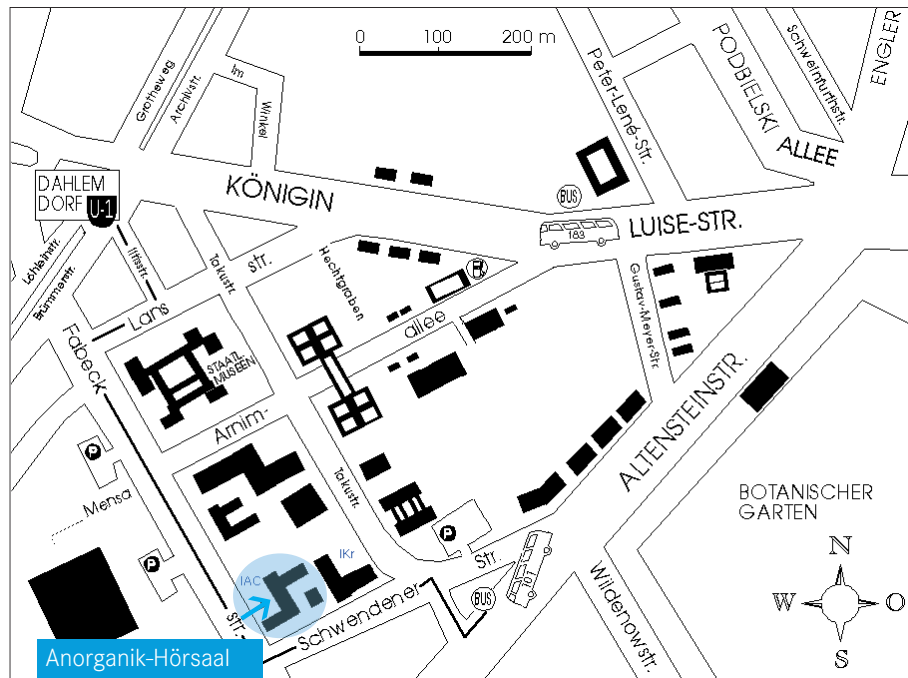 0 100 200 m
Grotheweg
Archivstr.
Im
Winkel
Peter-Lené-Str.
PODBIELSKI
ALLEE
Schweinfurthstr.
ENGLER
DAHLEM
DORF
U-1
KÖNIGIN
LUISE-STR.
BUS
183
Löhleinstr.
Brümmerstr.
Iltisstr.
Takustr.
Lans
str.
Hechtgraben
P
allee
Gustav-Meyer-Str.
Fabeck
str.
STAATL.
MUSEEN
Arnim-
ALTENSTEINSTR.
P
Mensa
P
Takustr.
P
BOTANISCHER
GARTEN
IAC
IKr
Schwendener
Str.
BUS
101
Wildenowstr.
N
W O
S
Anorganik-Hörsaal